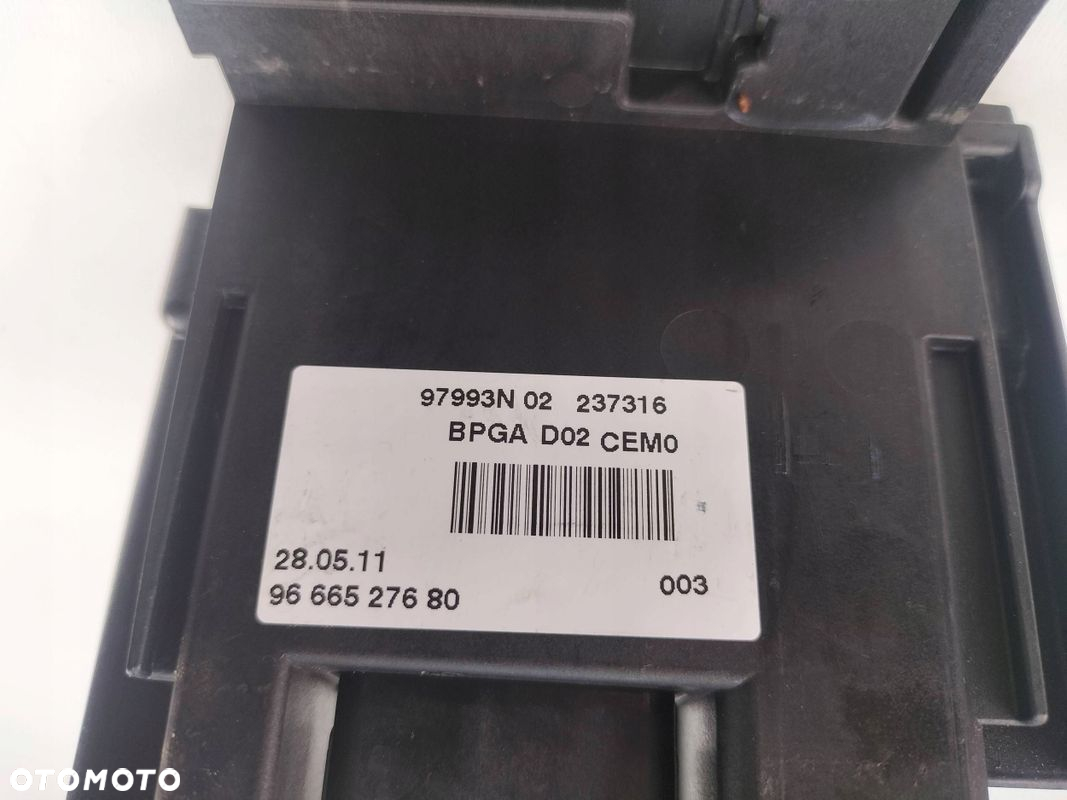 97993N 02 237316
BPGA D02 CEM0
28.05.11
96 665 276 80
003
OTOMOTO